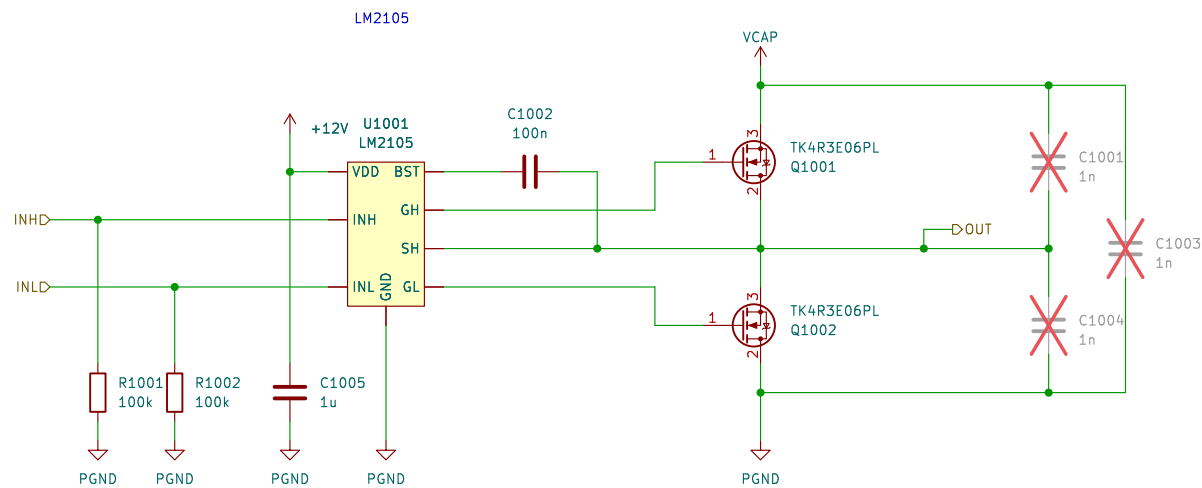 LM2105
VCAP
+12V
U1001
LM2105
C1002
100n
VDD
BST
INH
GH
SH
INL
GL
GND
INH
INL
1
3
2
TK4R3E06PL
Q1001
C1001
1n
OUT
C1003
1n
1
3
2
TK4R3E06PL
Q1002
C1004
1n
R1001
100k
R1002
100k
C1005
1u
PGND
PGND
PGND
PGND
PGND